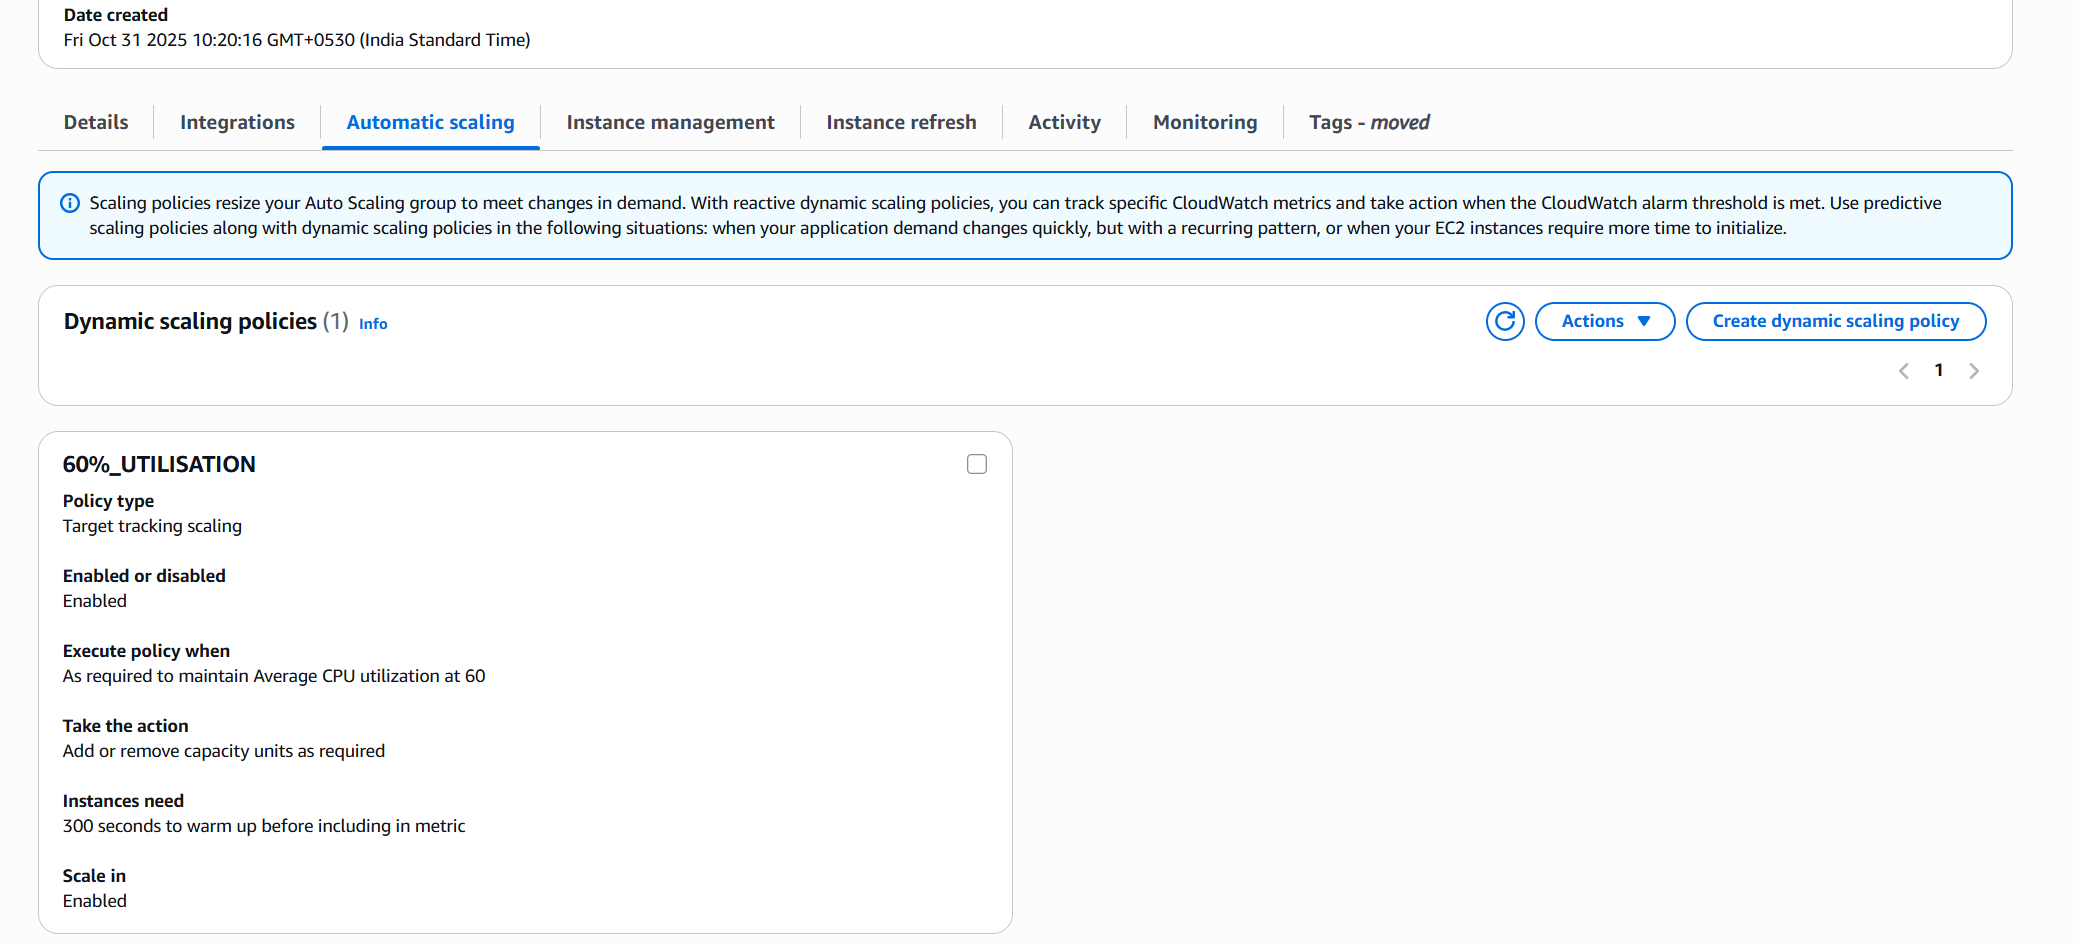 Date created
Fri Oct 31 2025 10:20:16 GMT+0530 (India Standard Time)
Details
Integrations
Automatic scaling
Instance management
Instance refresh
Activity
Monitoring
Tags - moved
Scaling policies resize your Auto Scaling group to meet changes in demand. With reactive dynamic scaling policies, you can track specific CloudWatch metrics and take action when the CloudWatch alarm threshold is met. Use predictive
scaling policies along with dynamic scaling policies in the following situations: when your application demand changes quickly, but with a recurring pattern, or when your EC2 instances require more time to initialize.
Dynamic scaling policies (1) Info
Actions
Create dynamic scaling policy
1
60%_UTILISATION
Policy type
Target tracking scaling
Enabled or disabled
Enabled
Execute policy when
As required to maintain Average CPU utilization at 60
Take the action
Add or remove capacity units as required
Instances need
300 seconds to warm up before including in metric
Scale in
Enabled